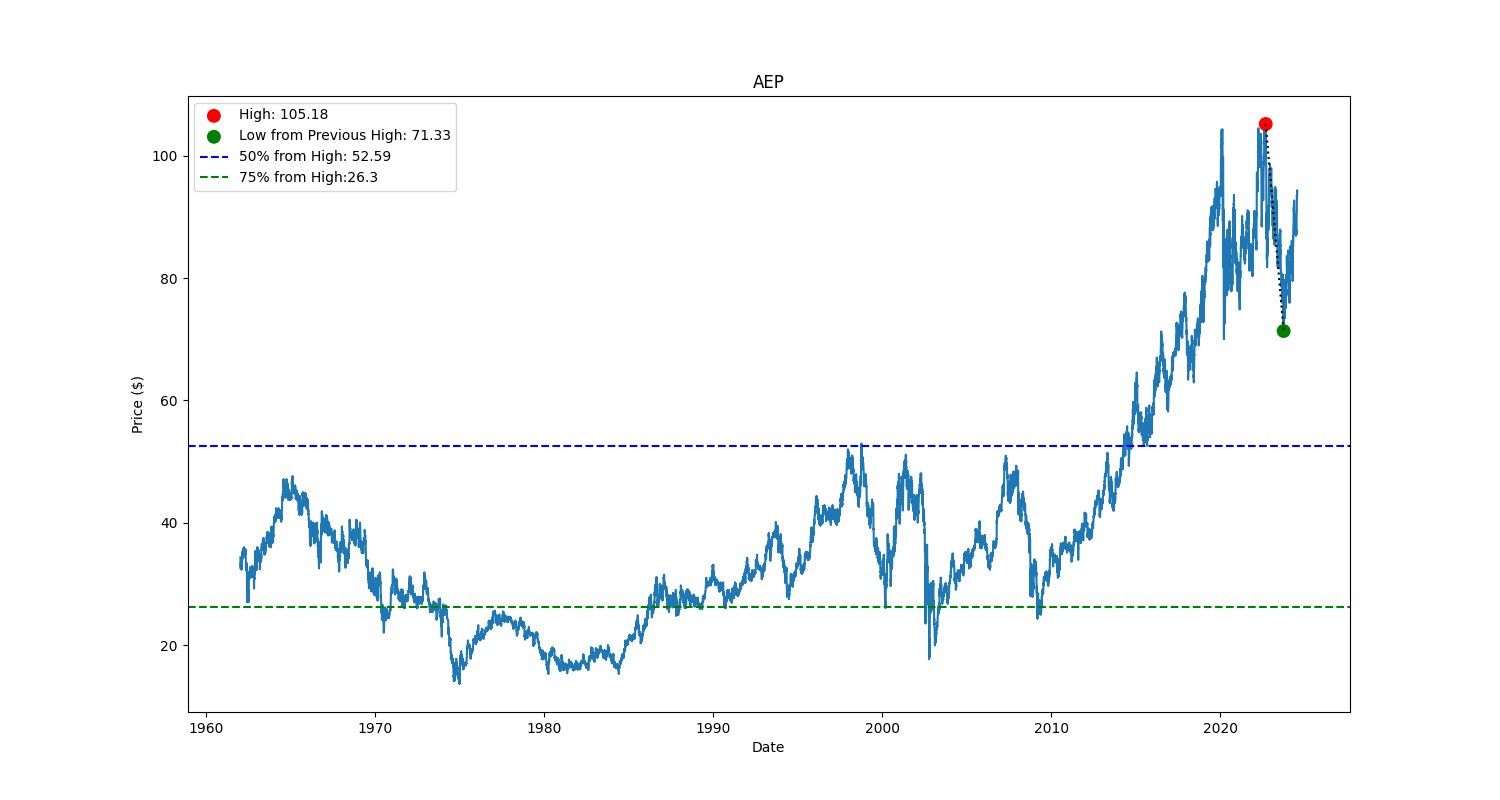 AEP
High: 105.18
Low from Previous High: 71.33
50% from High: 52.59
75% from High:26.3
100
80
60
40
20
Price ($)
1960 1970 1980 1990 2000 2010 2020
Date